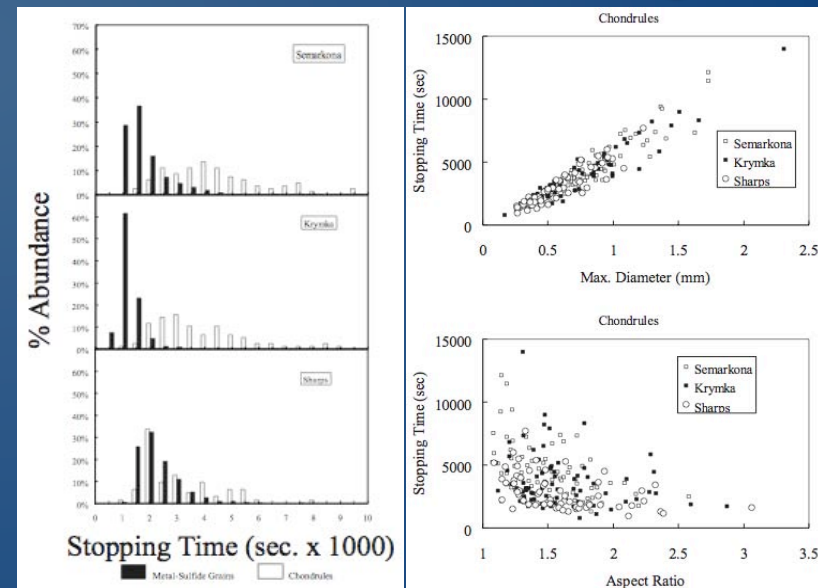 70%
60%
50%
40%
30%
20%
10%
0%
Semarkona
60%
50%
40%
30%
20%
10%
0%
Krymka
60%
50%
40%
30%
20%
10%
0%
Sharps
0 1 2 3 4 5 6 7 8 9 10
% Abundance
Stopping Time (sec. x 1000)
Metal-Sulfide Grains
Chondrules
Chondrules
15000
10000
5000
0
Stopping Time (sec)
Semarkona
Krymka
Sharps
0 0.5 1 1.5 2 2.5
Max. Diameter (mm)
Chondrules
15000
10000
5000
0
Stopping Time (sec)
Semarkona
Krymka
Sharps
1 1.5 2 2.5 3 3.5
Aspect Ratio